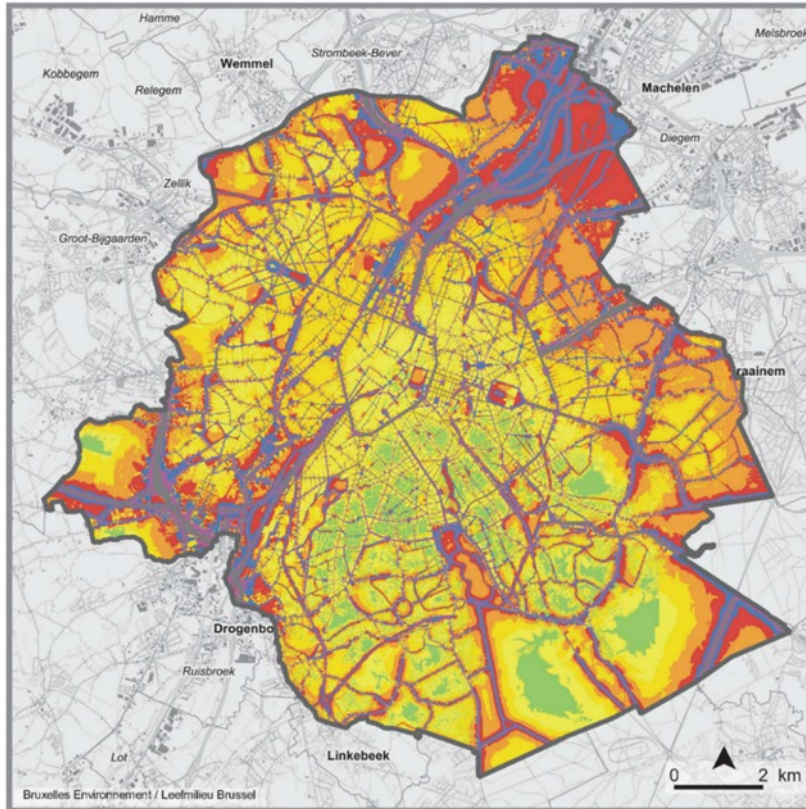 Hamme
Melsbroek
Strombeek-Bever
Wemmel
Kobbegem
Machelen
Relegem
Diegem
Zellik
Groot-Bijgaarden
raainem
Drogenbo
Ruisbroek
Linkebeek
Lot
0 2 km
Bruxelles Environnement / Leefmilieu Brussel